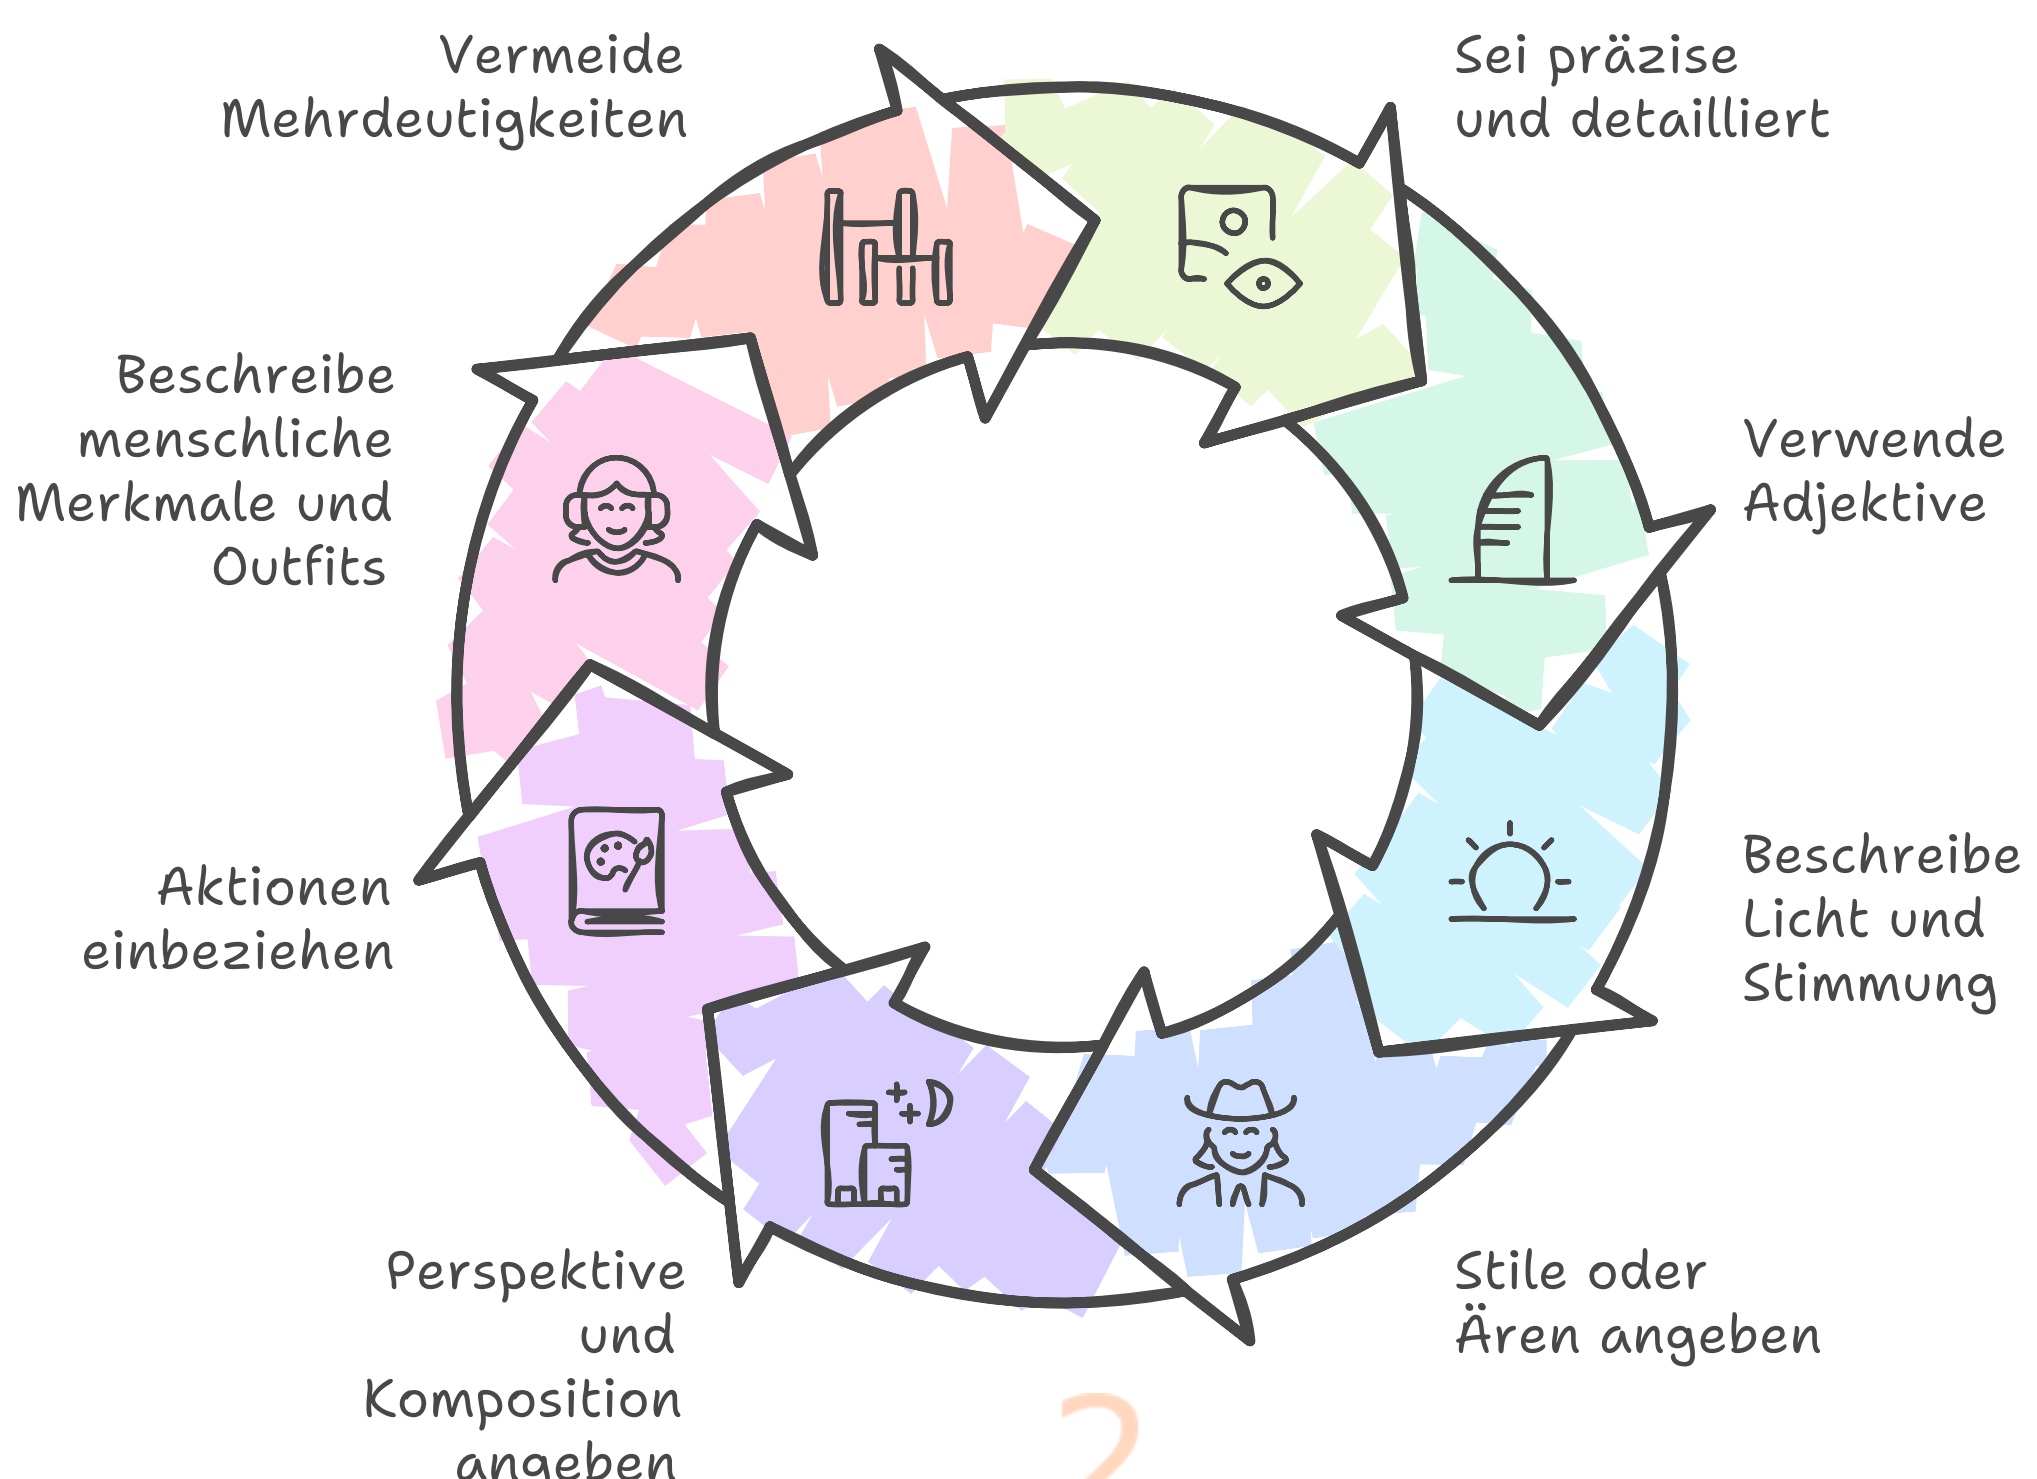 Vermeide
Mehrdeutigkeiten
Sei präzise
und detailliert
Beschreibe
menschliche
Merkmale und
Outfits
Verwende
Adjektive
Aktionen
einbeziehen
Beschreibe
Licht und
Stimmung
Perspektive
und
Komposition
angeben
Stile oder
Ären angeben
2